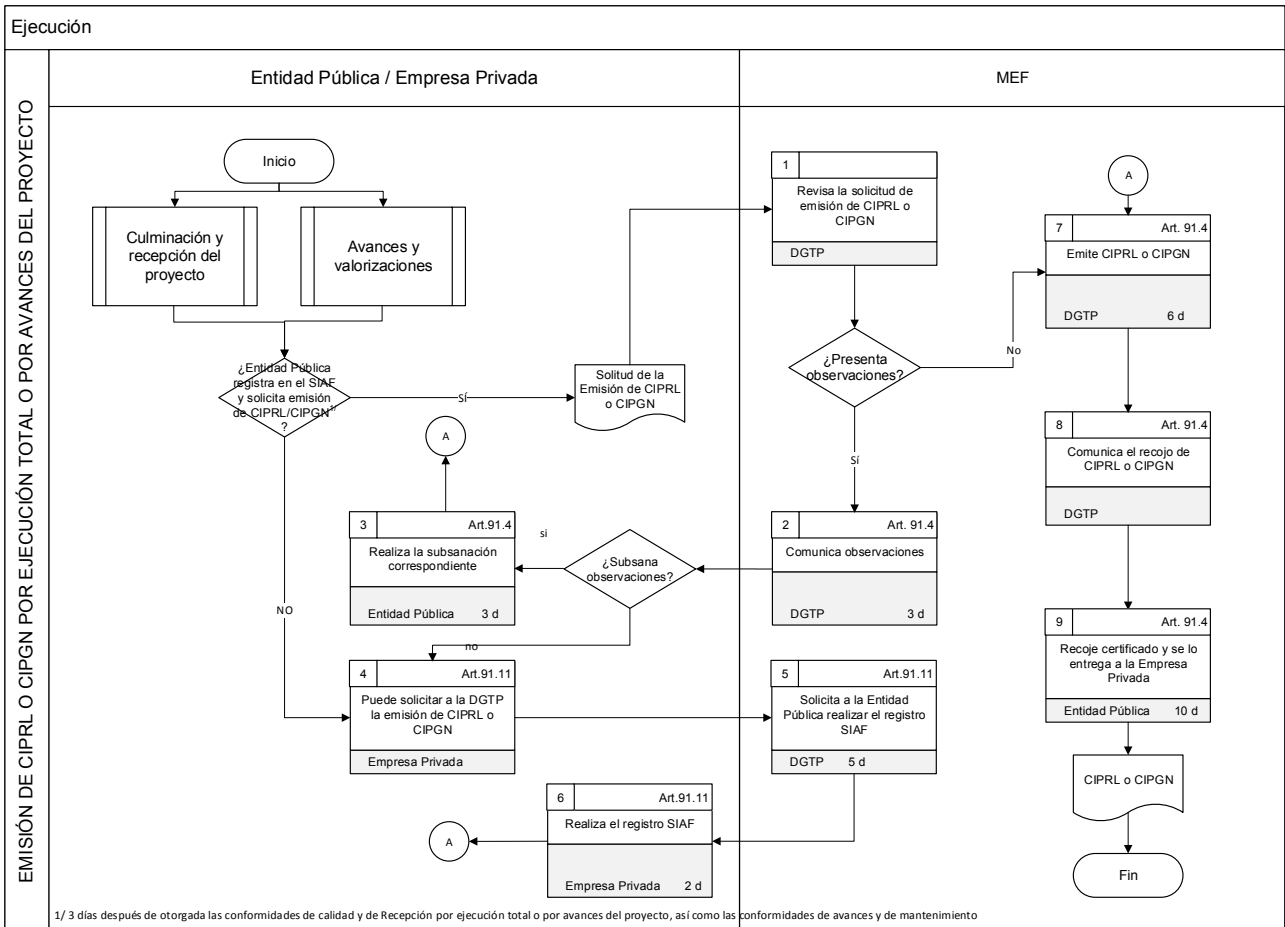 Ejecución
EMISIÓN DE CIPRL O CIPGN POR EJECUCIÓN TOTAL O POR AVANCES DEL PROYECTO
Entidad Pública / Empresa Privada
MEF
Inicio
Culminación y
recepción del
proyecto
Avances y
valorizaciones
¿Entidad Pública
registra en el SIAF
y solicita emisión
de CIPRL/CIPGN1/
?
Sí
NO
Solitud de la
Emisión de CIPRL
o CIPGN
1
Revisa la solicitud de
emisión de CIPRL o
CIPGN
DGTP
¿Presenta
observaciones?
No
Sí
2 Art. 91.4
Comunica observaciones
DGTP 3 d
¿Subsana
observaciones?
si
no
A
3 Art.91.4
Realiza la subsanación
correspondiente
Entidad Pública 3 d
4 Art.91.11
Puede solicitar a la DGTP
la emisión de CIPRL o
CIPGN
Empresa Privada
5 Art.91.11
Solicita a la Entidad
Pública realizar el registro
SIAF
DGTP 5 d
6 Art.91.11
Realiza el registro SIAF
Empresa Privada 2 d
A
A
7 Art. 91.4
Emite CIPRL o CIPGN
DGTP 6 d
8 Art. 91.4
Comunica el recojo de
CIPRL o CIPGN
DGTP
9 Art. 91.4
Recoje certificado y se lo
entrega a la Empresa
Privada
Entidad Pública 10 d
CIPRL o CIPGN
Fin
1/ 3 días después de otorgada las conformidades de calidad y de Recepción por ejecución total o por avances del proyecto, así como las conformidades de avances y de mantenimiento